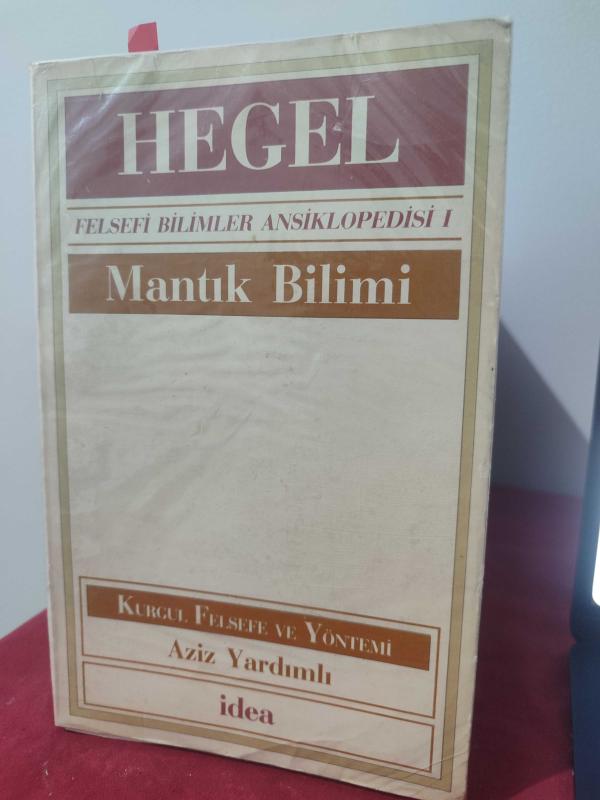 HEGEL
FELSEFİ BİLİMLER ANSİKLOPEDİSİ I
Mantık Bilimi
KURGUL FELSEFE VE YÖNTEMİ
Aziz Yardımlı
idea